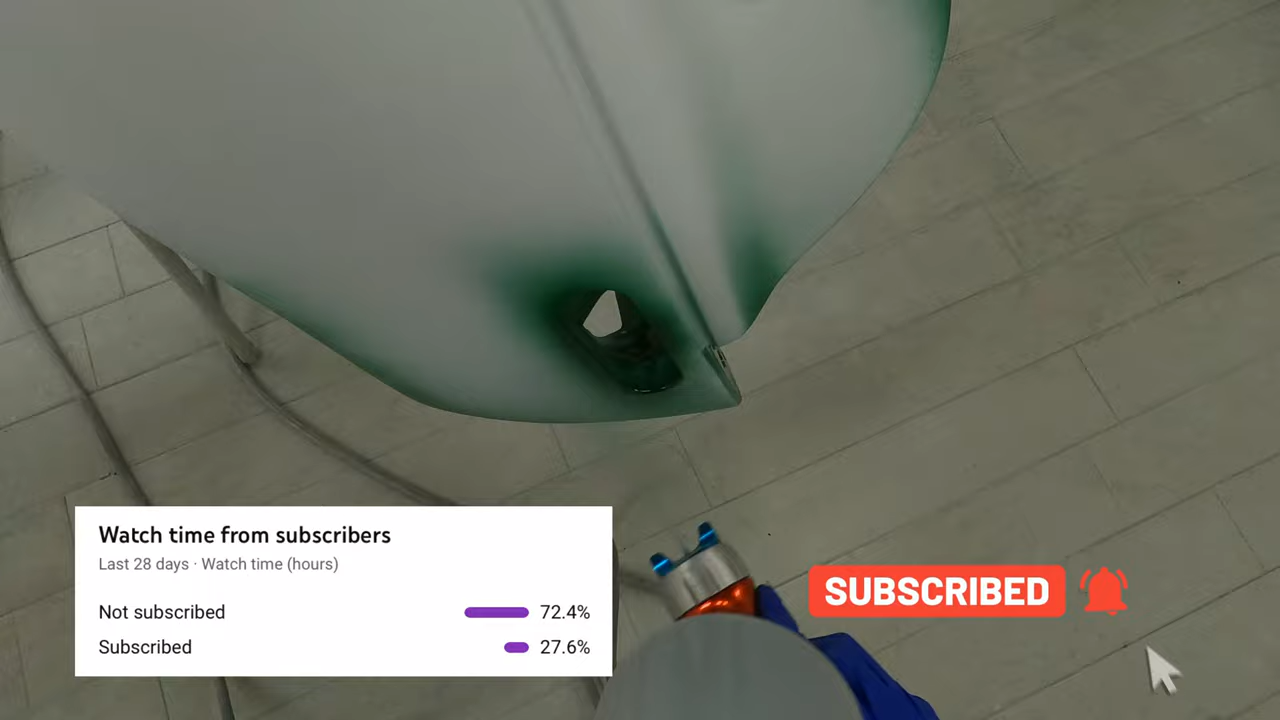 Watch time from subscribers
Last 28 days · Watch time (hours)
Not subscribed 72.4%
Subscribed 27.6%
SUBSCRIBED